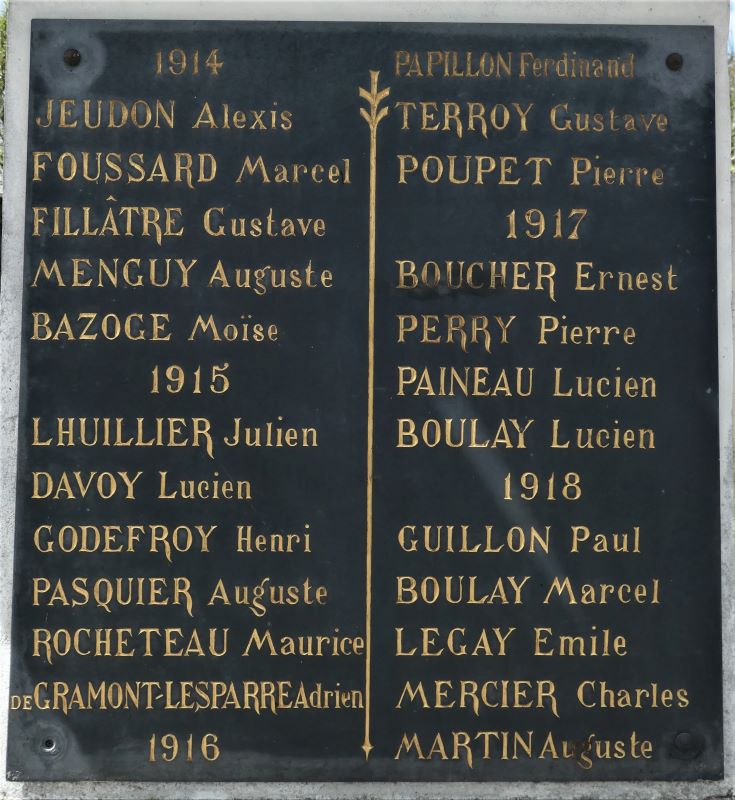 1914
JEUDON Alexis
FOUSSARD Marcel
FILLÂTRE Gustave
MENGUY Auguste
BAZOGE Moïse
1915
LHUILLIER Julien
DAVOY Lucien
GODEFROY Henri
PASQUIER Auguste
ROCHETEAU Maurice
DE GRAMONT-LESPARRE Adrien
1916
PAPILLON Ferdinand
TERROY Gustave
POUPET Pierre
1917
BOUCHER Ernest
PERRY Pierre
PAINEAU Lucien
BOULAY Lucien
1918
GUILLON Paul
BOULAY Marcel
LEGAY Emile
MERCIER Charles
MARTIN Auguste